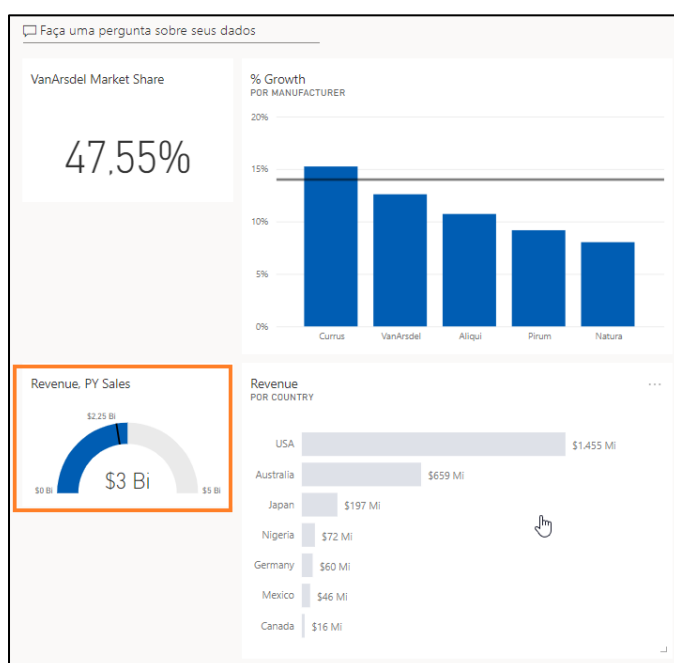 Faça uma pergunta sobre seus dados
VanArsdel Market Share
47,55%
% Growth
POR MANUFACTURER
20%
15%
10%
5%
0%
Currus VanArsdel Aliqui Pirum Natura
Revenue, PY Sales
$2.25 Bi
$0 Bi $3 Bi $5 Bi
Revenue
POR COUNTRY
USA $1.455 Mi
Australia $659 Mi
Japan $197 Mi
Nigeria $72 Mi
Germany $60 Mi
Mexico $46 Mi
Canada $16 Mi